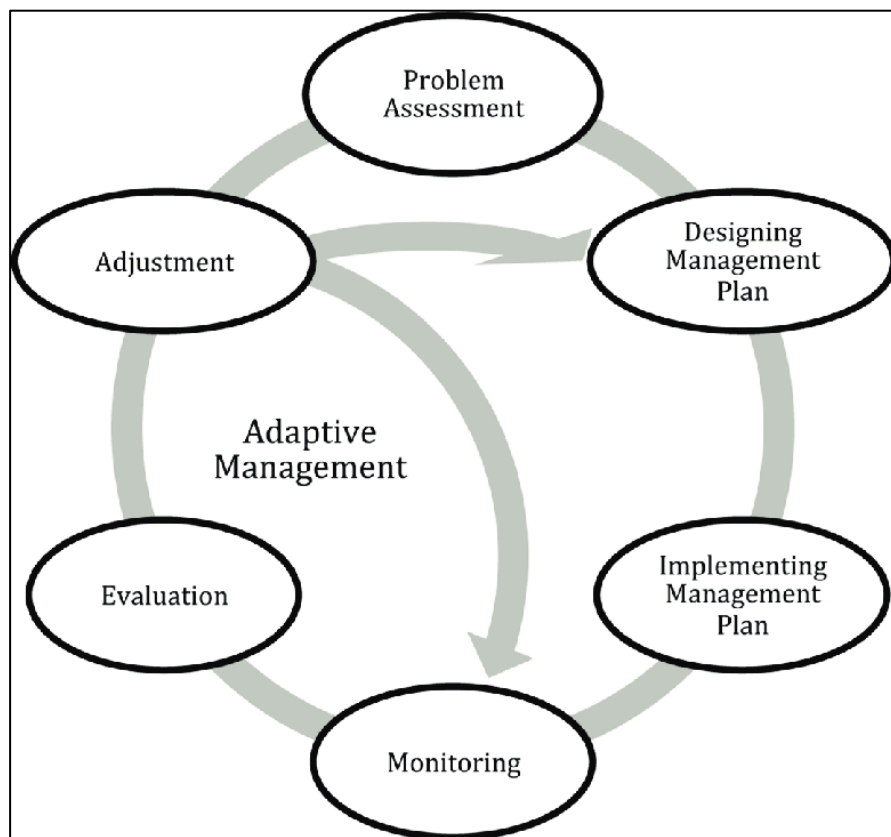 Problem
Assessment
Adjustment
Designing
Management
Plan
Adaptive
Management
Evaluation
Implementing
Management
Plan
Monitoring